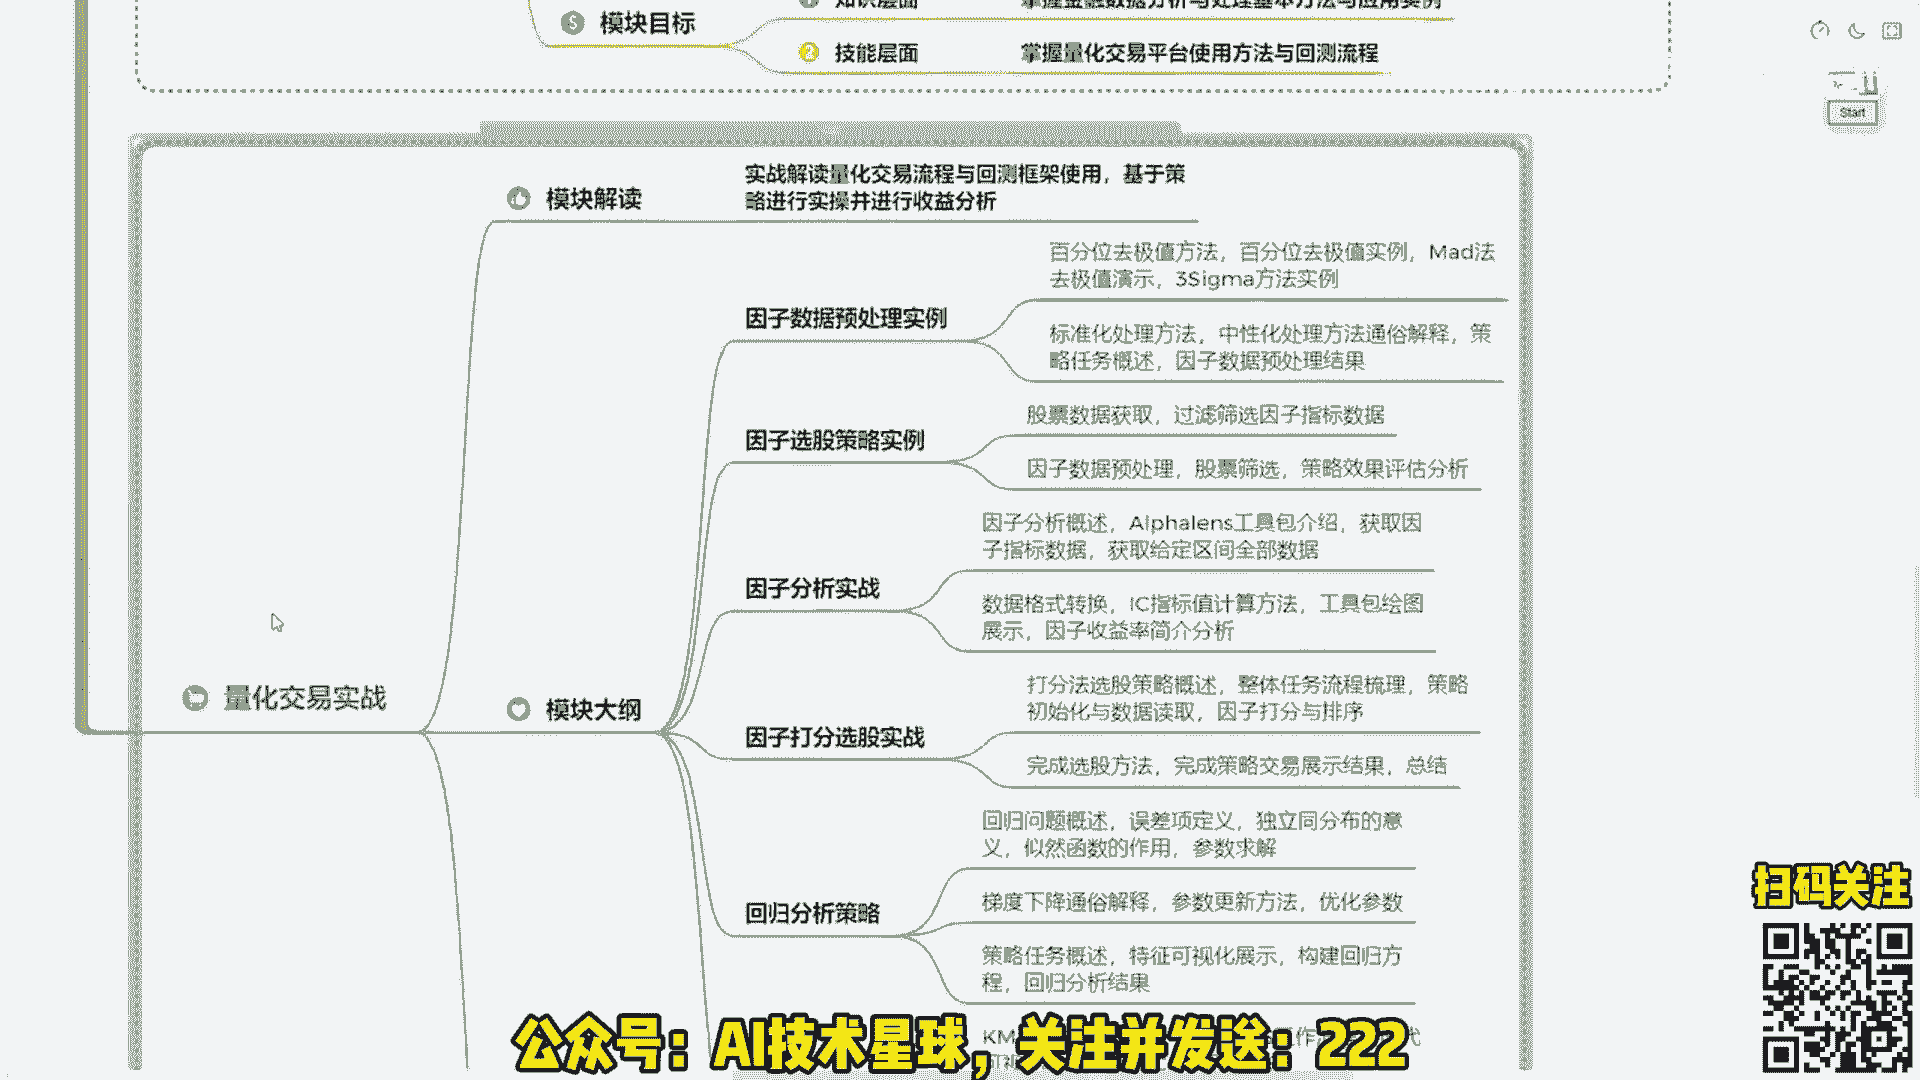 知识层面
掌握金融数据分析与处理基本方法与应用实例
模块目标
技能层面
掌握量化交易平台使用方法与回测流程
Start
模块解读
实战解读量化交易流程与回测框架使用，基于策
略进行实操并进行收益分析
百分位去极值方法，百分位去极值实例，Mad法
去极值演示，3Sigma方法实例
因子数据预处理实例
标准化处理方法，中性化处理方法通俗解释，策
略任务概述，因子数据预处理结果
股票数据获取，过滤筛选因子指标数据
因子选股策略实例
因子数据预处理，股票筛选，策略效果评估分析
因子分析概述，Alphalens工具包介绍，获取因
子指标数据，获取给定区间全部数据
因子分析实战
数据格式转换，IC指标值计算方法，工具包绘图
展示，因子收益率简介分析
量化交易实战
模块大纲
打分法选股策略概述，整体任务流程梳理，策略
初始化与数据读取，因子打分与排序
因子打分选股实战
完成选股方法，完成策略交易展示结果，总结
回归问题概述，误差项定义，独立同分布的意
义，似然函数的作用，参数求解
回归分析策略
梯度下降通俗解释，参数更新方法，优化参数
策略任务概述，特征可视化展示，构建回归方
程，回归分析结果
扫码关注
公众号：AI技术星球，关注并发送：222